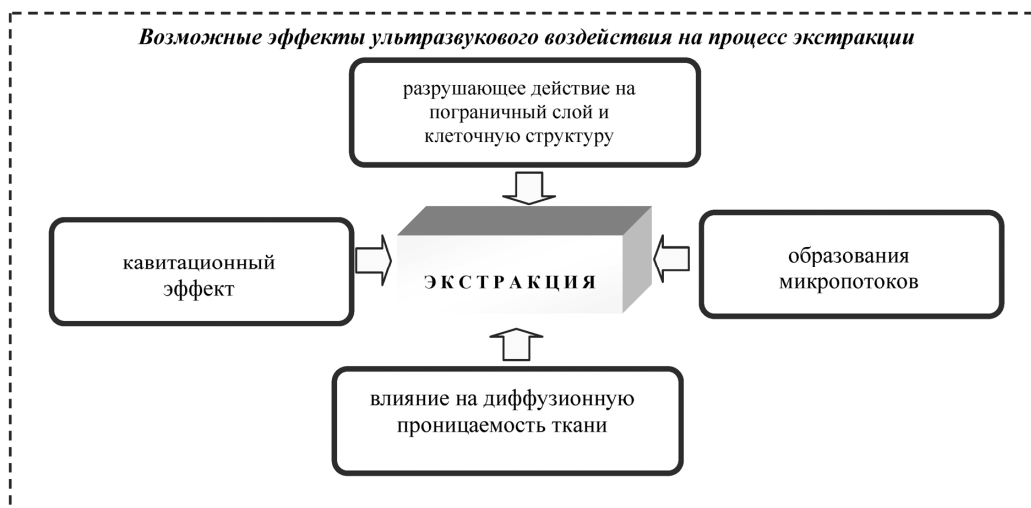 Возможные эффекты ультразвукового воздействия на процесс экстракции
разрушающее действие на
пограничный слой и
клеточную структуру
кавитационный
эффект
ЭКСТРАКЦИЯ
образования
микропотоков
влияние на диффузионную
проницаемость ткани